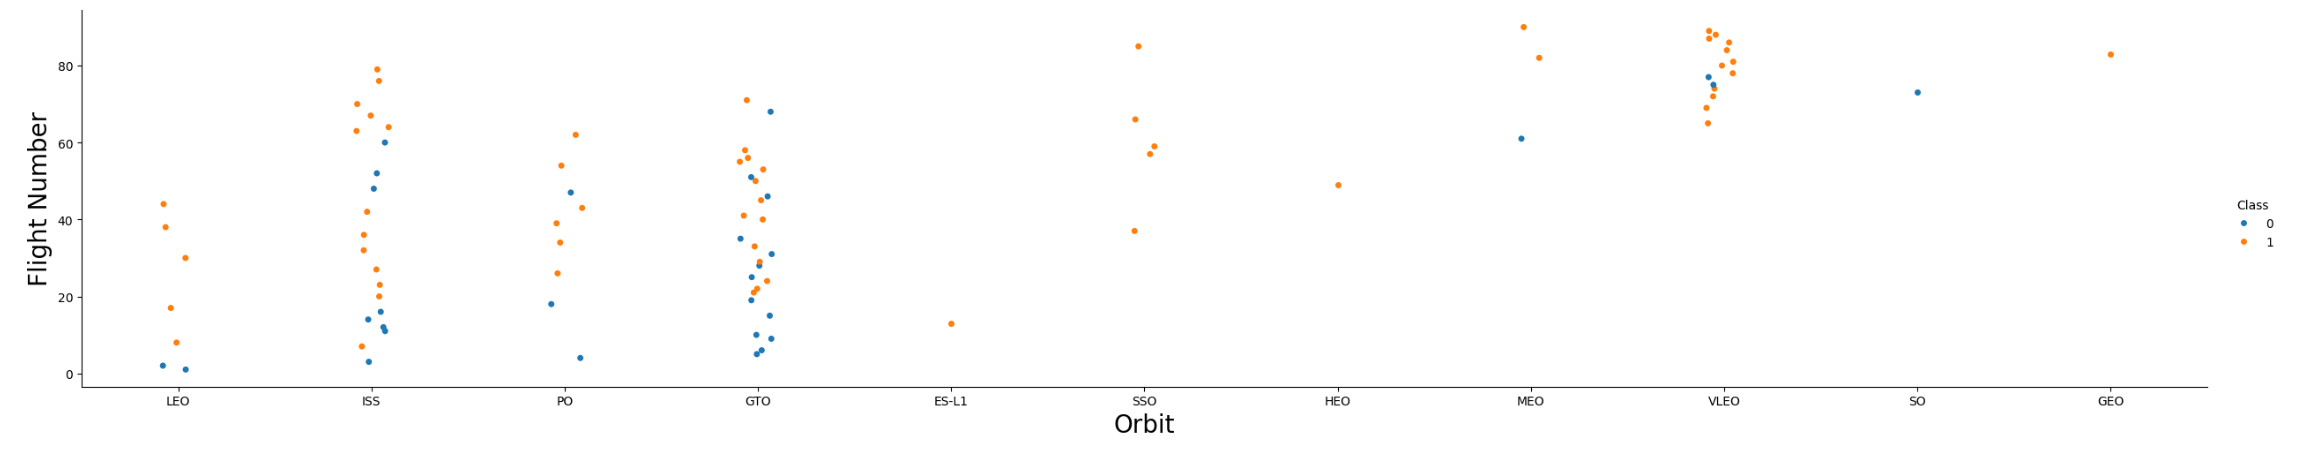 80
60
40
20
0
Flight Number
LEO ISS PO GTO ES-L1 SSO HEO MEO VLEO SO GEO
Orbit
Class
0
1